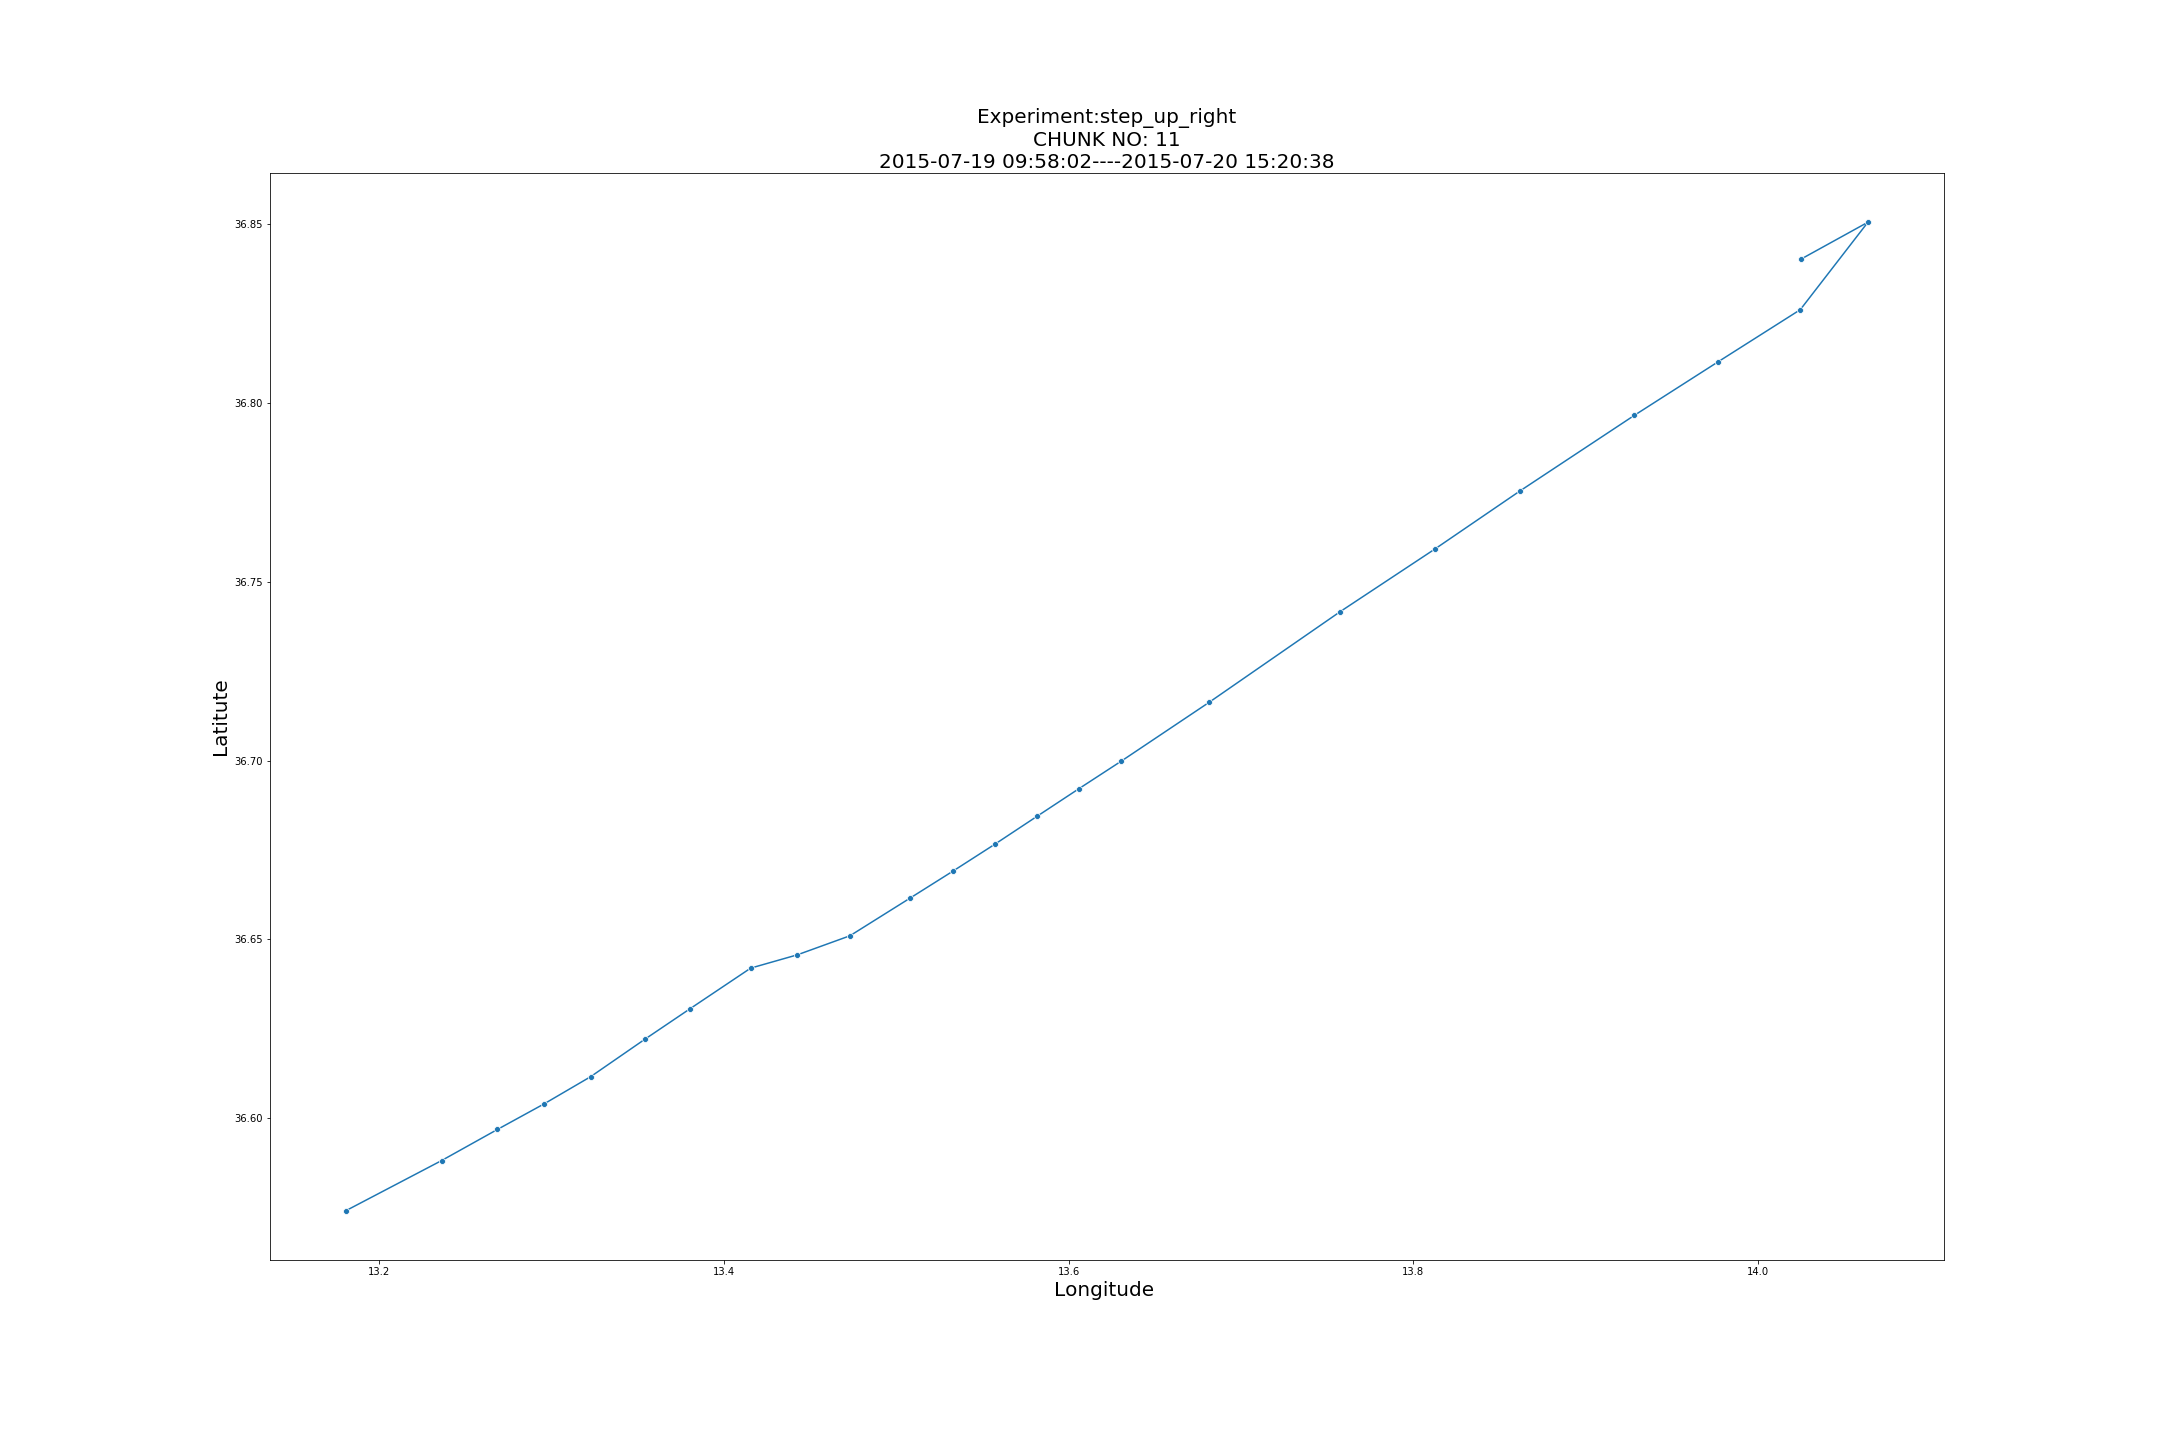 Experiment:step_up_right
CHUNK NO: 11
2015-07-19 09:58:02----2015-07-20 15:20:38
36.85
36.80
36.75
36.70
36.65
36.60
Latitute
13.2
13.4
13.6
13.8
14.0
Longitude